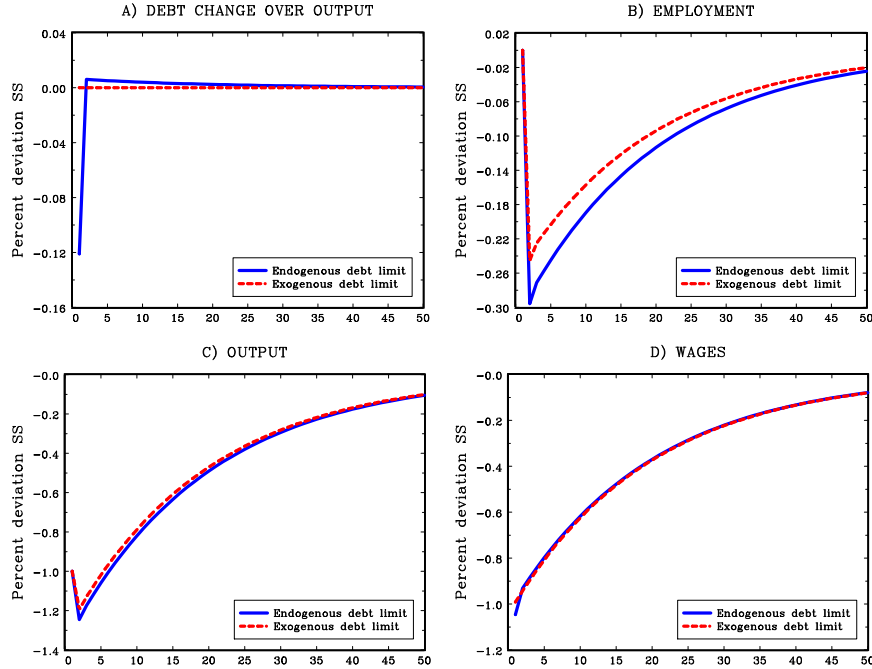 A) DEBT CHANGE OVER OUTPUT
Percent deviation SS
0.04
0.00
−0.04
−0.08
−0.12
−0.16
0 5 10 15 20 25 30 35 40 45 50
Endogenous debt limit
Exogenous debt limit
B) EMPLOYMENT
Percent deviation SS
0.02
−0.02
−0.06
−0.10
−0.14
−0.18
−0.22
−0.26
−0.30
0 5 10 15 20 25 30 35 40 45 50
Endogenous debt limit
Exogenous debt limit
C) OUTPUT
Percent deviation SS
−0.0
−0.2
−0.4
−0.6
−0.8
−1.0
−1.2
−1.4
0 5 10 15 20 25 30 35 40 45 50
Endogenous debt limit
Exogenous debt limit
D) WAGES
Percent deviation SS
−0.0
−0.2
−0.4
−0.6
−0.8
−1.0
−1.2
0 5 10 15 20 25 30 35 40 45 50
Endogenous debt limit
Exogenous debt limit